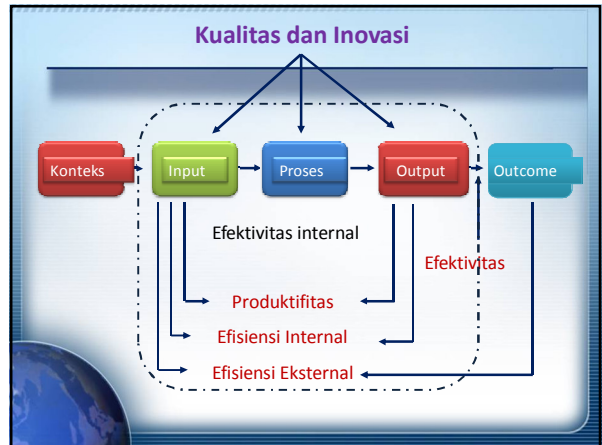 Kualitas dan Inovasi
Konteks
Input
Proses
Output
Outcome
Efektivitas internal
Efektivitas
Produktifitas
Efisiensi Internal
Efisiensi Eksternal